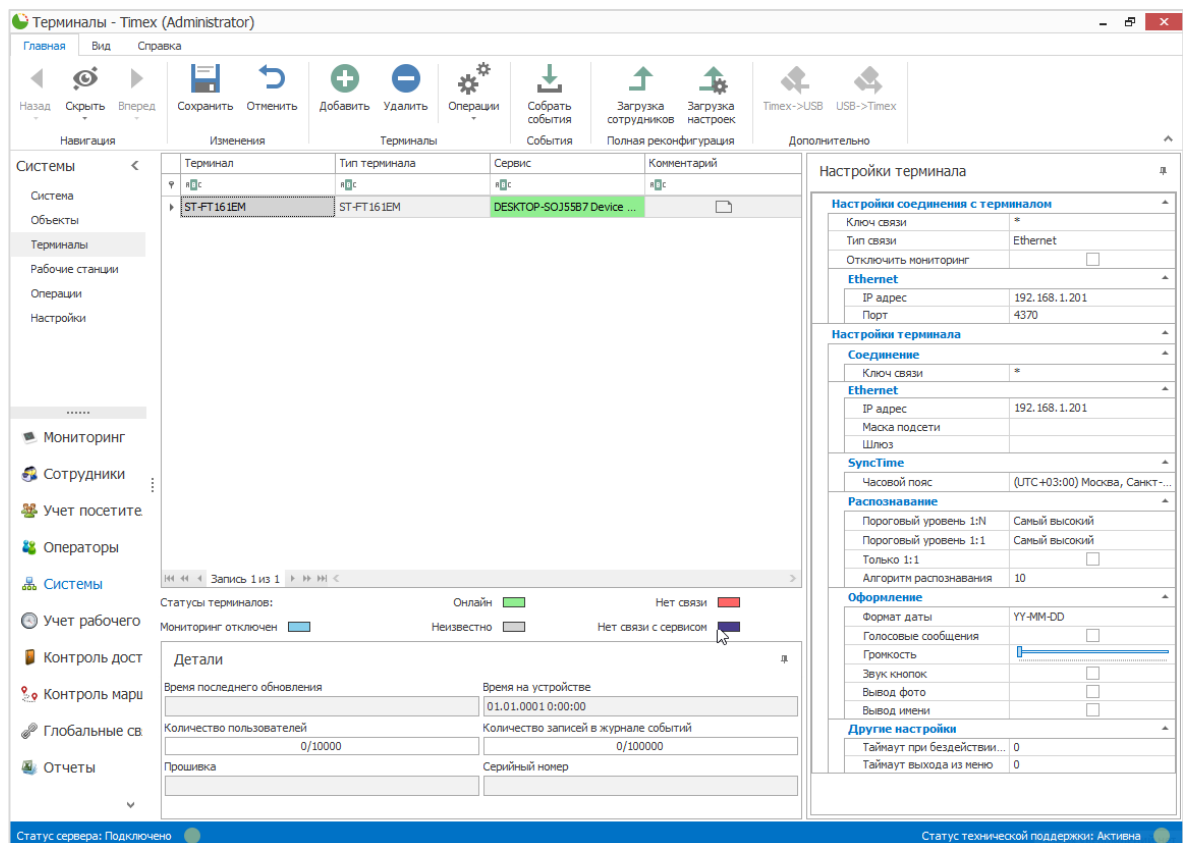 Терминалы - Timex (Administrator)
Главная Вид Справка
Назад Скрыть Вперед Сохранить Отменить Добавить Удалить Операции Собрать события Загрузка сотрудников Загрузка настроек Timex->USB USB->Timex
Навигация Изменения Терминалы События Полная реконфигурация Дополнительно
Системы
Система
Объекты
Терминалы
Рабочие станции
Операции
Настройки
Мониторинг
Сотрудники
Учет посетите
Операторы
Системы
Учет рабочего
Контроль дост
Контроль марш
Глобальные св
Отчеты
Терминал Тип терминала Сервис Комментарий
ST-FT161EM ST-FT161EM DESKTOP-SOJ55B7 Device ...
Запись 1 из 1
Статусы терминалов: Онлайн Нет связи
Мониторинг отключен Неизвестно Нет связи с сервисом
Детали
Время последнего обновления Время на устройстве
01.01.0001 0:00:00
Количество пользователей Количество записей в журнале событий
0/10000 0/100000
Прошивка Серийный номер
Настройки терминала
Настройки соединения с терминалом
Ключ связи *
Тип связи Ethernet
Отключить мониторинг
Ethernet
IP адрес 192.168.1.201
Порт 4370
Настройки терминала
Соединение
Ключ связи *
Ethernet
IP адрес 192.168.1.201
Маска подсети
Шлюз
SyncTime
Часовой пояс (UTC+03:00) Москва, Санкт-...
Распознавание
Пороговый уровень 1:N Самый высокий
Пороговый уровень 1:1 Самый высокий
Только 1:1
Алгоритм распознавания 10
Оформление
Формат даты YY-MM-DD
Голосовые сообщения
Громкость
Звук кнопок
Вывод фото
Вывод имени
Другие настройки
Таймаут при бездействии... 0
Таймаут выхода из меню 0
Статус сервера: Подключено Статус технической поддержки: Активна